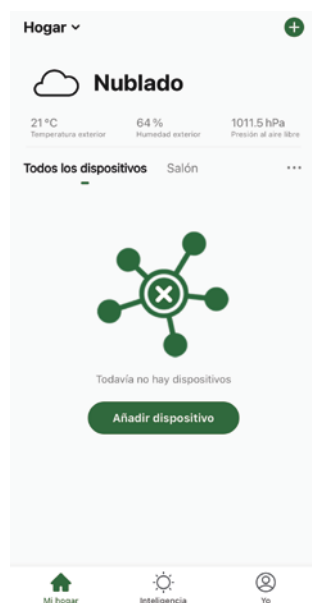 Hogar
Nublado
21 °C
64 %
1011.5 hPa
Temperatura exterior
Humedad exterior
Presión al aire libre
Todos los dispositivos
Salón
Todavía no hay dispositivos
Añadir dispositivo
Mi hogar
Inteligencia
Yo